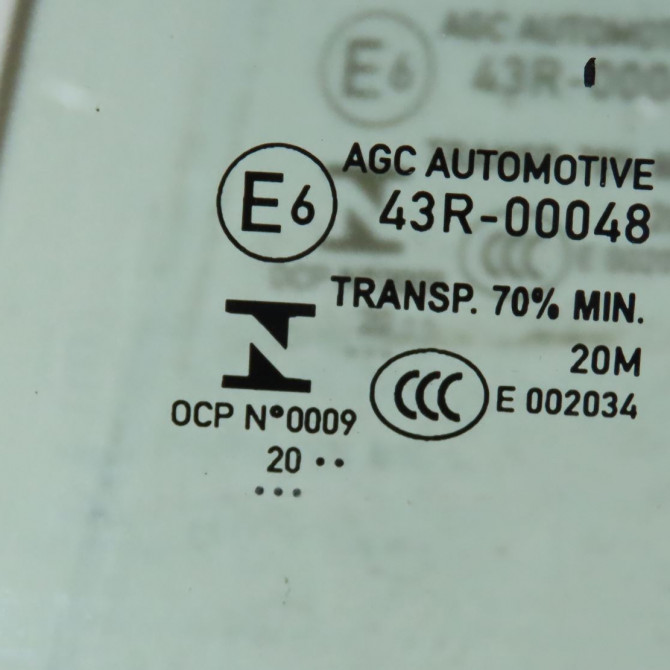 AGC AUTOMOTIVE
E6 43R-00048
TRANSP. 70% MIN.
20M
CCC E 002034
OCP N°0009
20 ••
•••